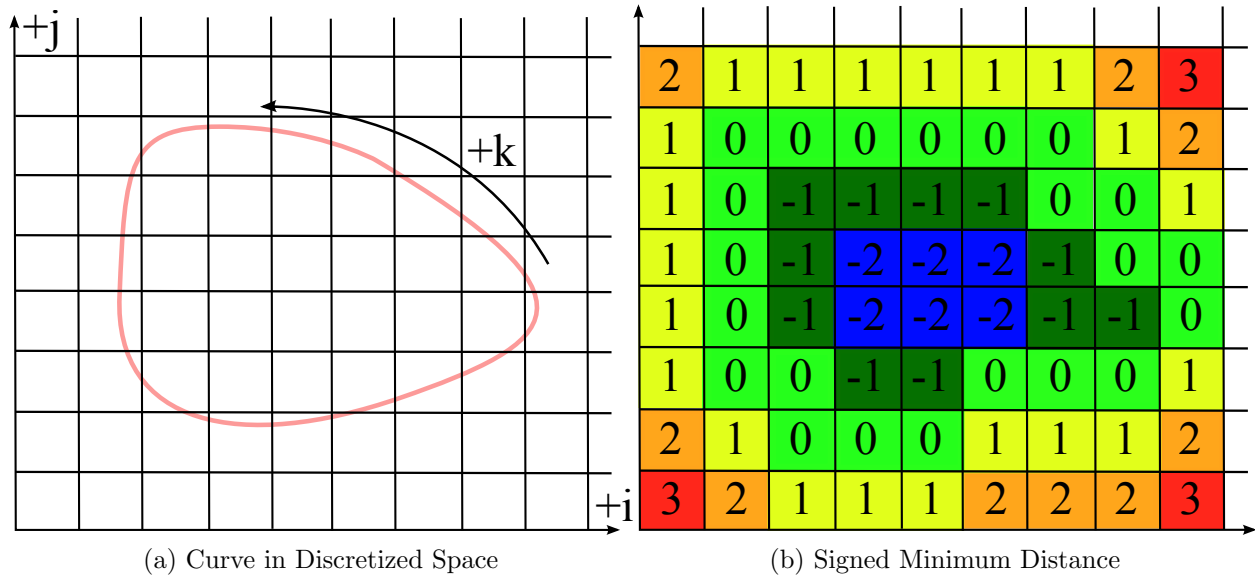 +j
+k
+i
(a) Curve in Discretized Space
2 1 1 1 1 1 1 2 3
1 0 0 0 0 0 0 1 2
1 0 -1 -1 -1 -1 0 0 1
1 0 -1 -2 -2 -2 -1 0 0
1 0 -1 -2 -2 -2 -1 -1 0
1 0 0 -1 -1 0 0 0 1
2 1 0 0 0 1 1 1 2
3 2 1 1 1 2 2 2 3
(b) Signed Minimum Distance